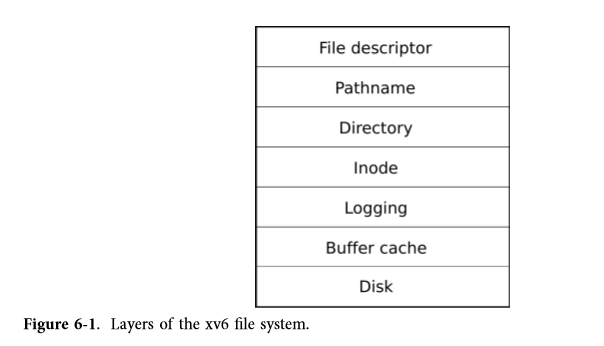 File descriptor
Pathname
Directory
Inode
Logging
Buffer cache
Disk
Figure 6-1. Layers of the xv6 file system.